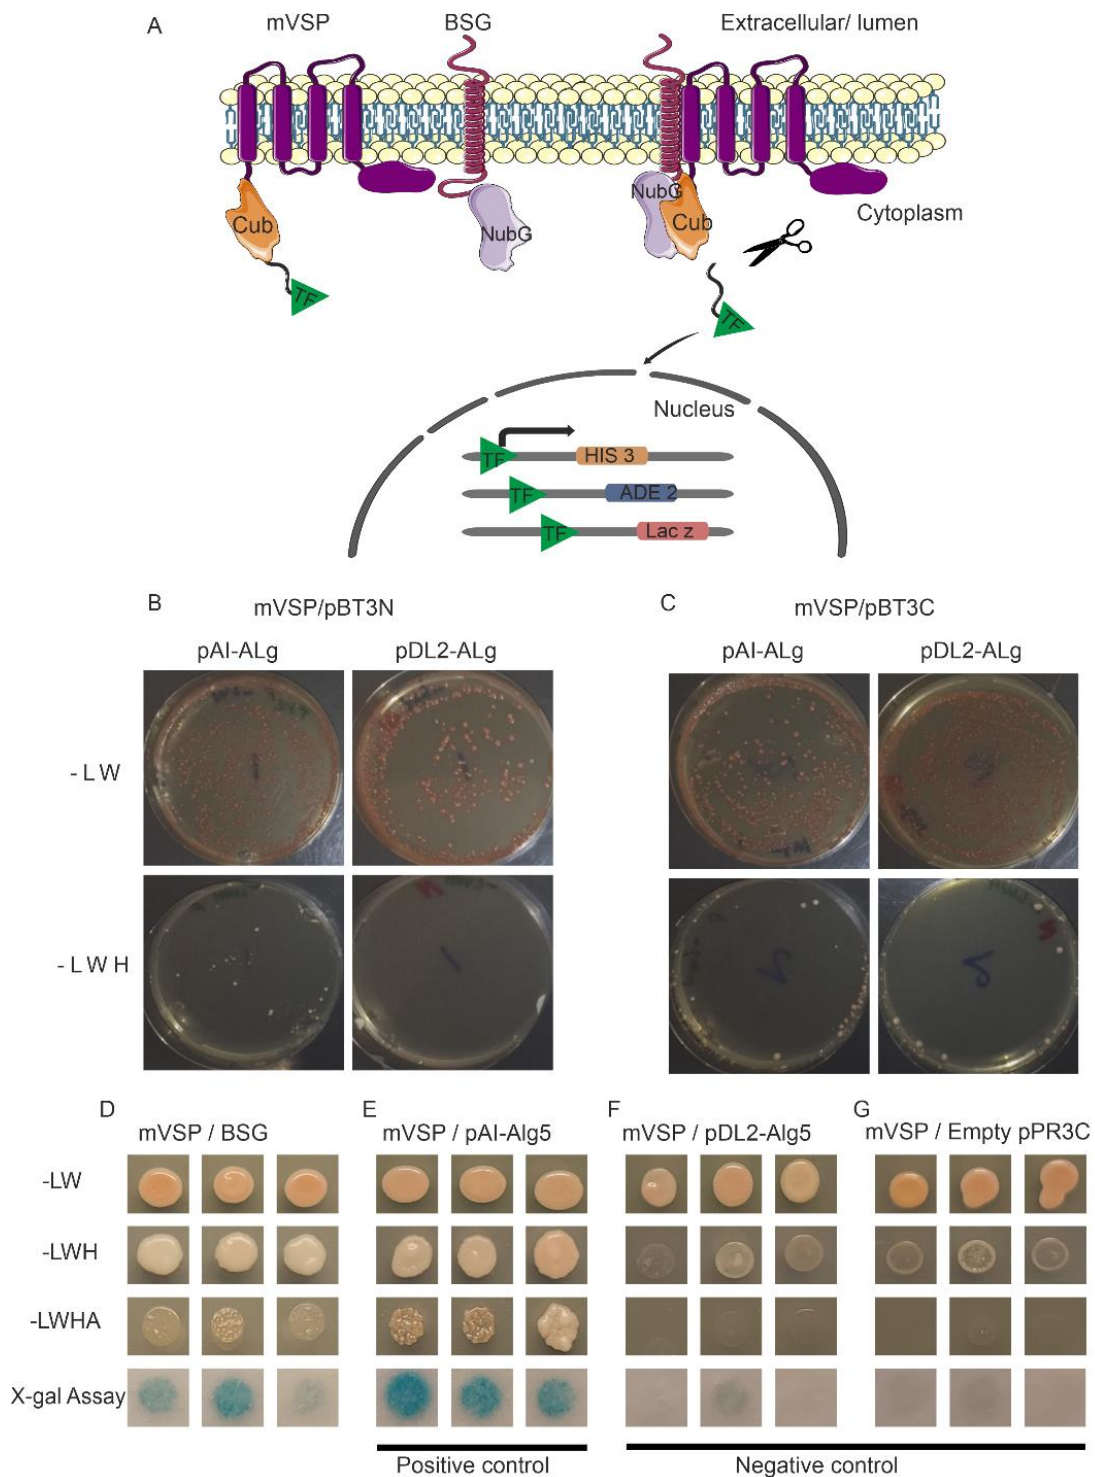 A
mVSP
BSG
Extracellular/ lumen
Cub
NubG
TF
NubG
Cub
Cytoplasm
TF
Nucleus
TF
HIS 3
TF
ADE 2
TF
Lac z
B
mVSP/pBT3N
C
mVSP/pBT3C
pAI-ALg
pDL2-ALg
pAI-ALg
pDL2-ALg
- L W
- L W H
D
E
F
G
mVSP / BSG
mVSP / pAI-Alg5
mVSP / pDL2-Alg5
mVSP / Empty pPR3C
-LW
-LWH
-LWHA
X-gal Assay
Positive control
Negative control